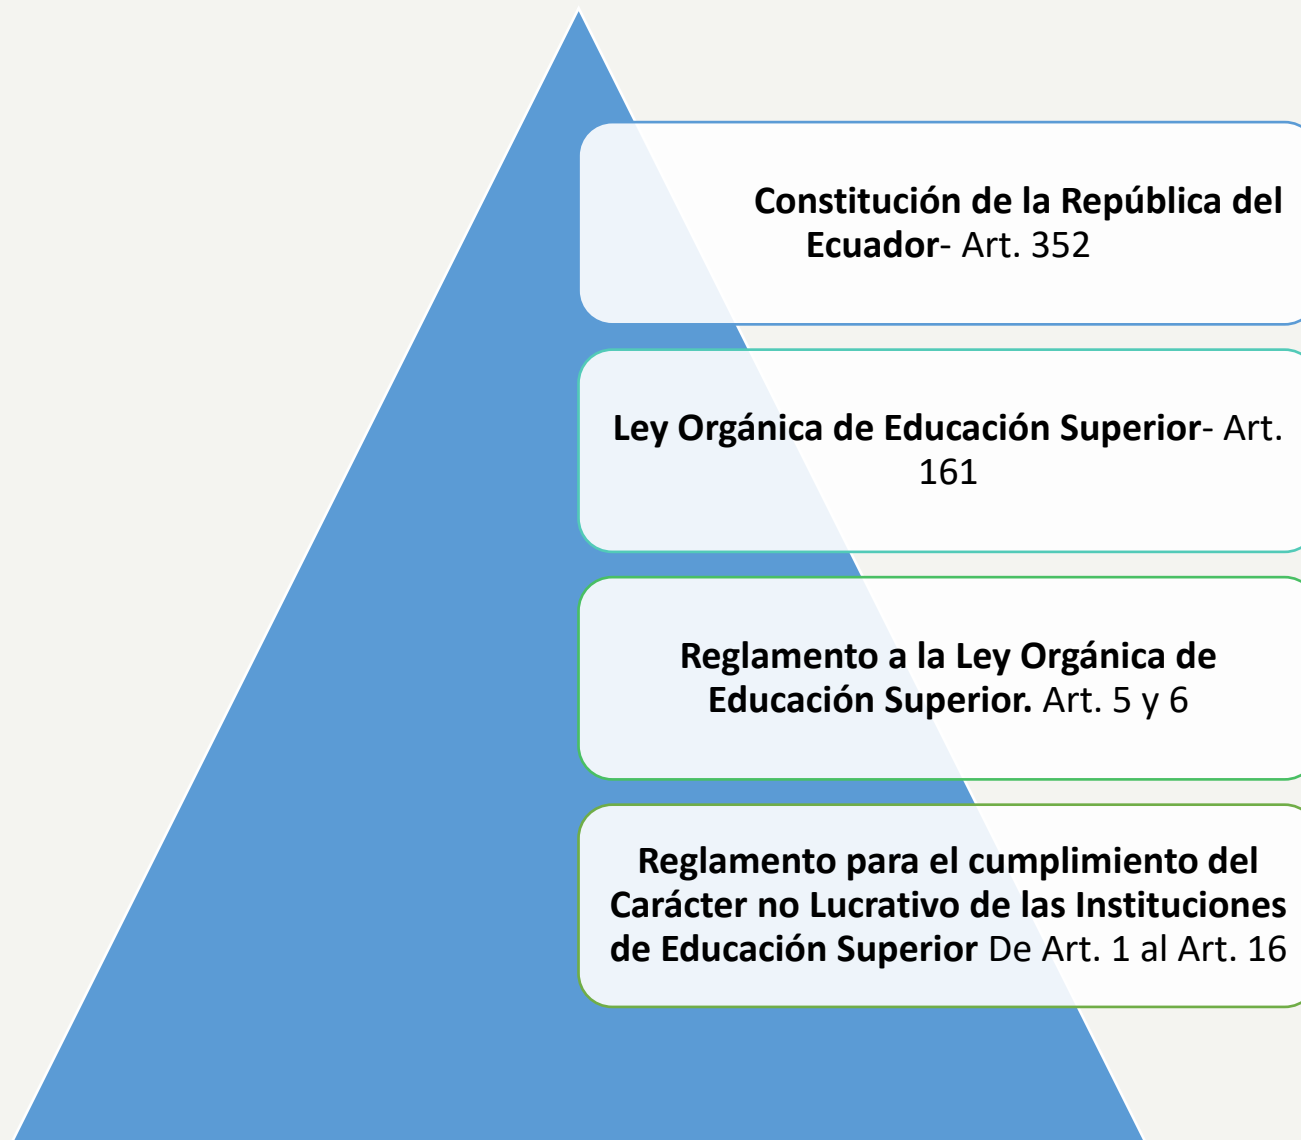 Constitución de la República del
Ecuador- Art. 352
Ley Orgánica de Educación Superior- Art.
161
Reglamento a la Ley Orgánica de
Educación Superior. Art. 5 y 6
Reglamento para el cumplimiento del
Carácter no Lucrativo de las Instituciones
de Educación Superior De Art. 1 al Art. 16